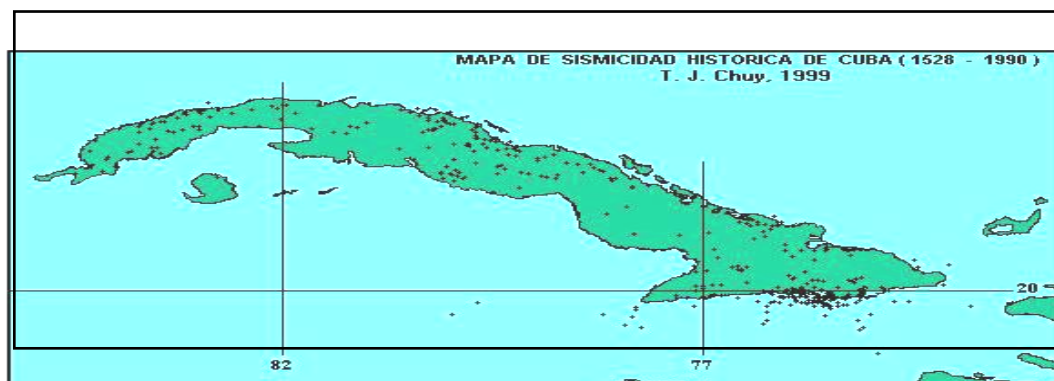 MAPA DE SISMICIDAD HISTORICA DE CUBA ( 1528 - 1990 )
T. J. Chuy, 1999
20
82
77